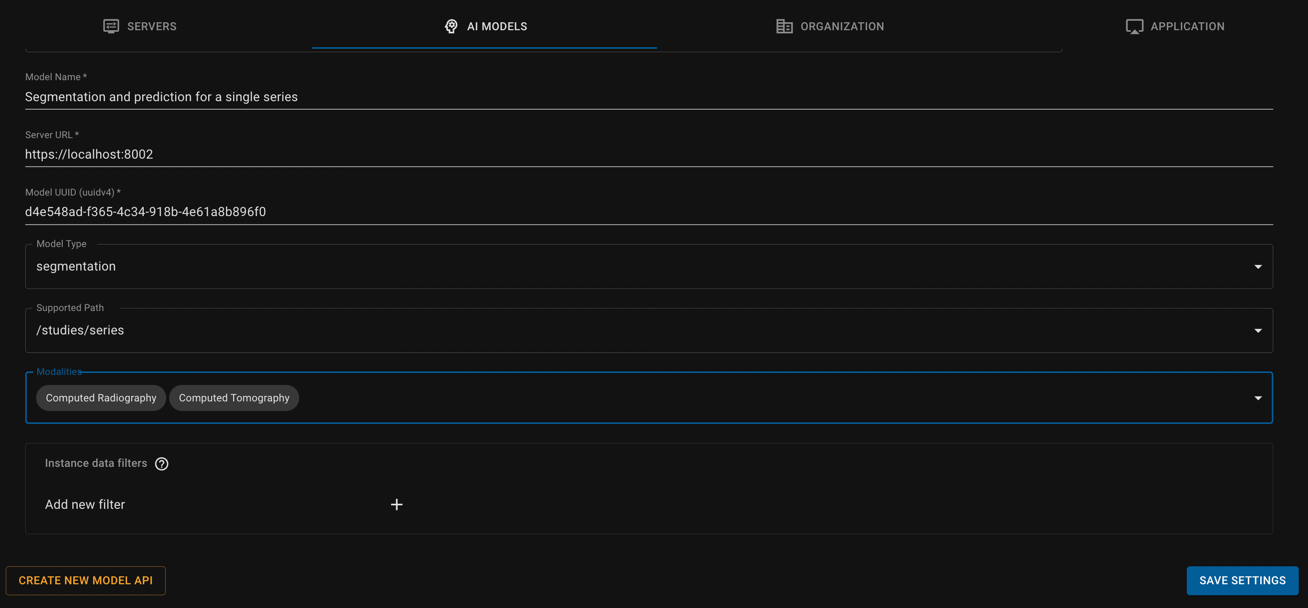 SERVERS
AI MODELS
ORGANIZATION
APPLICATION
Model Name *
Segmentation and prediction for a single series
Server URL *
https://localhost:8002
Model UUID (uuidv4) *
d4e548ad-f365-4c34-918b-4e61a8b896f0
Model Type
segmentation
Supported Path
/studies/series
Modalities
Computed Radiography Computed Tomography
Instance data filters ?
Add new filter +
CREATE NEW MODEL API
SAVE SETTINGS